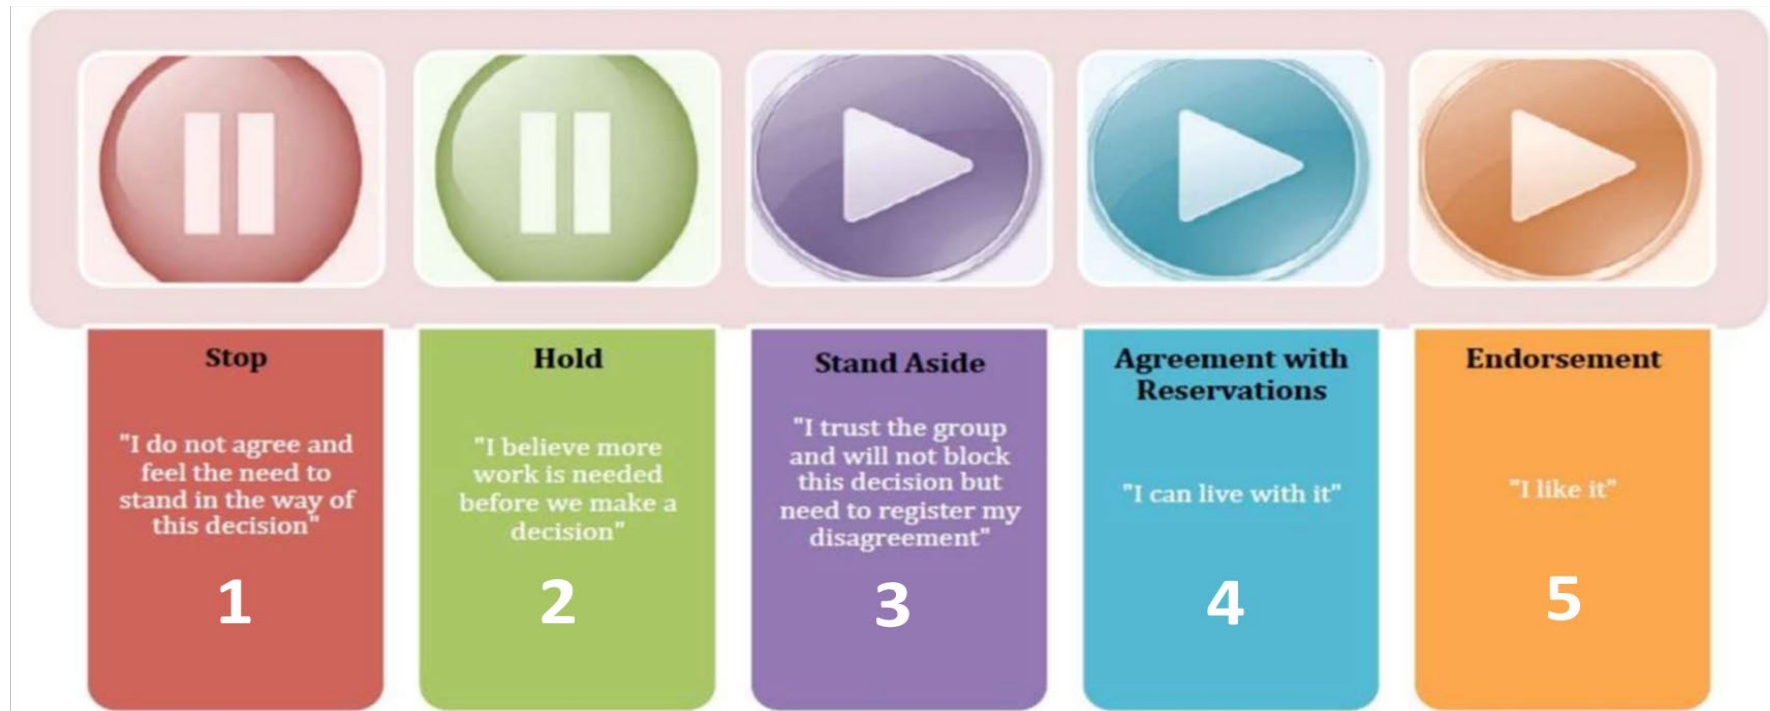 Stop
"I do not agree and
feel the need to
stand in the way of
this decision"
1
Hold
"I believe more
work is needed
before we make a
decision"
2
Stand Aside
"I trust the group
and will not block
this decision but
need to register my
disagreement"
3
Agreement with
Reservations
"I can live with it"
4
Endorsement
"I like it"
5